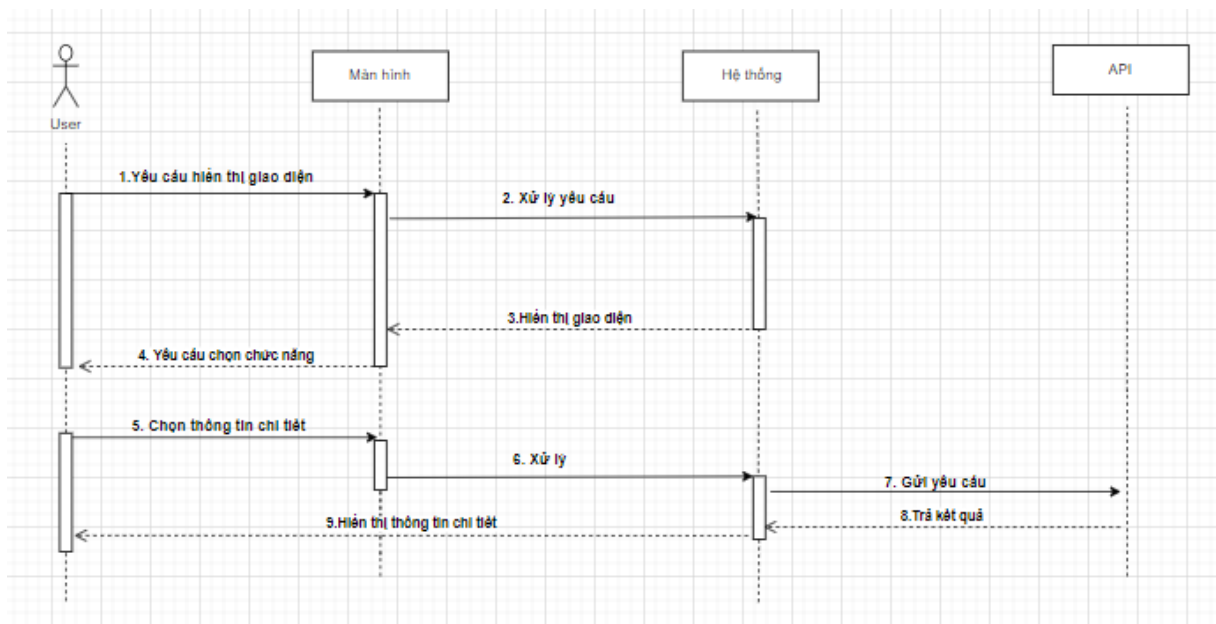 Màn hình
Hệ thống
API
User
1.Yêu cầu hiển thị giao diện
2. Xử lý yêu cầu
3.Hiển thị giao diện
4. Yêu cầu chọn chức năng
5. Chọn thông tin chi tiết
6. Xử lý
7. Gửi yêu cầu
8.Trả kết quả
9.Hiển thị thông tin chi tiết